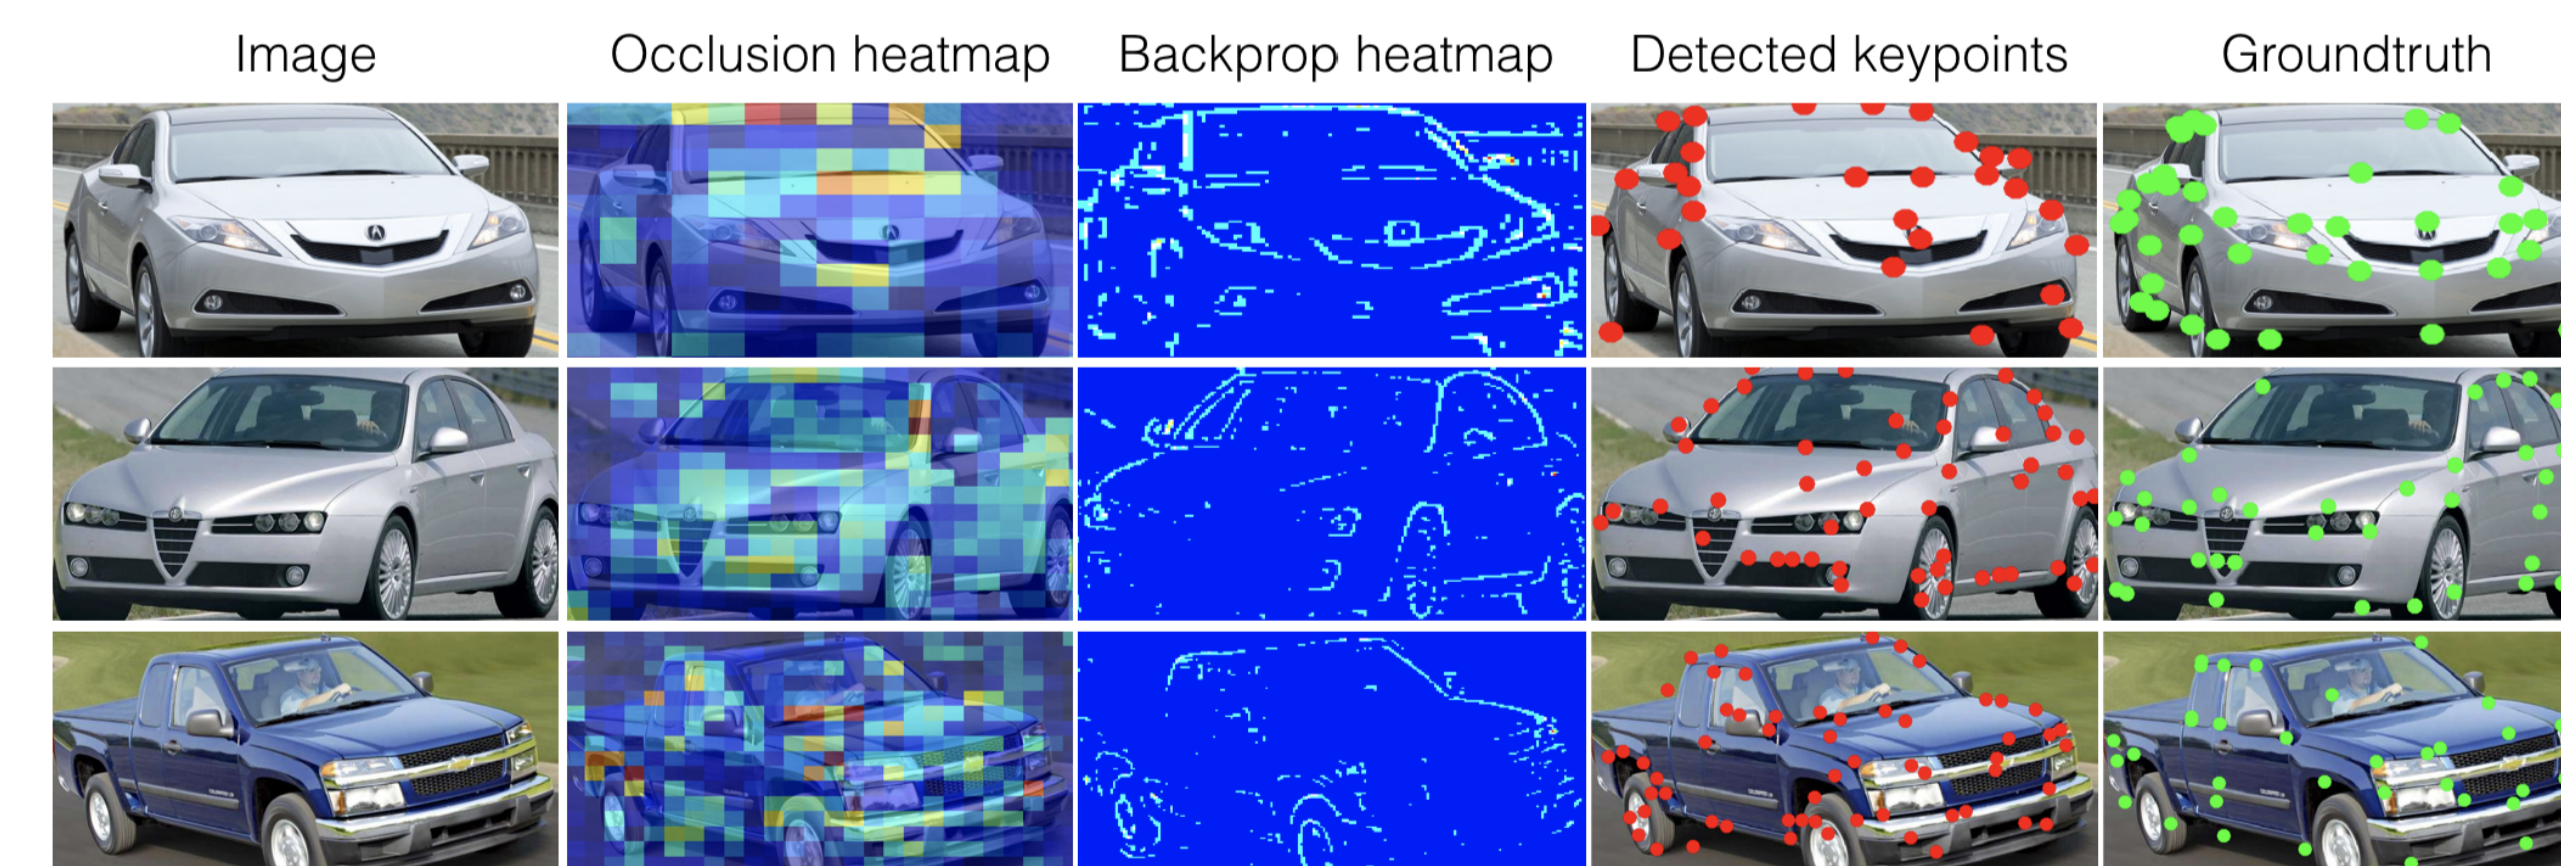 Image
Occlusion heatmap
Backprop heatmap
Detected keypoints
Groundtruth